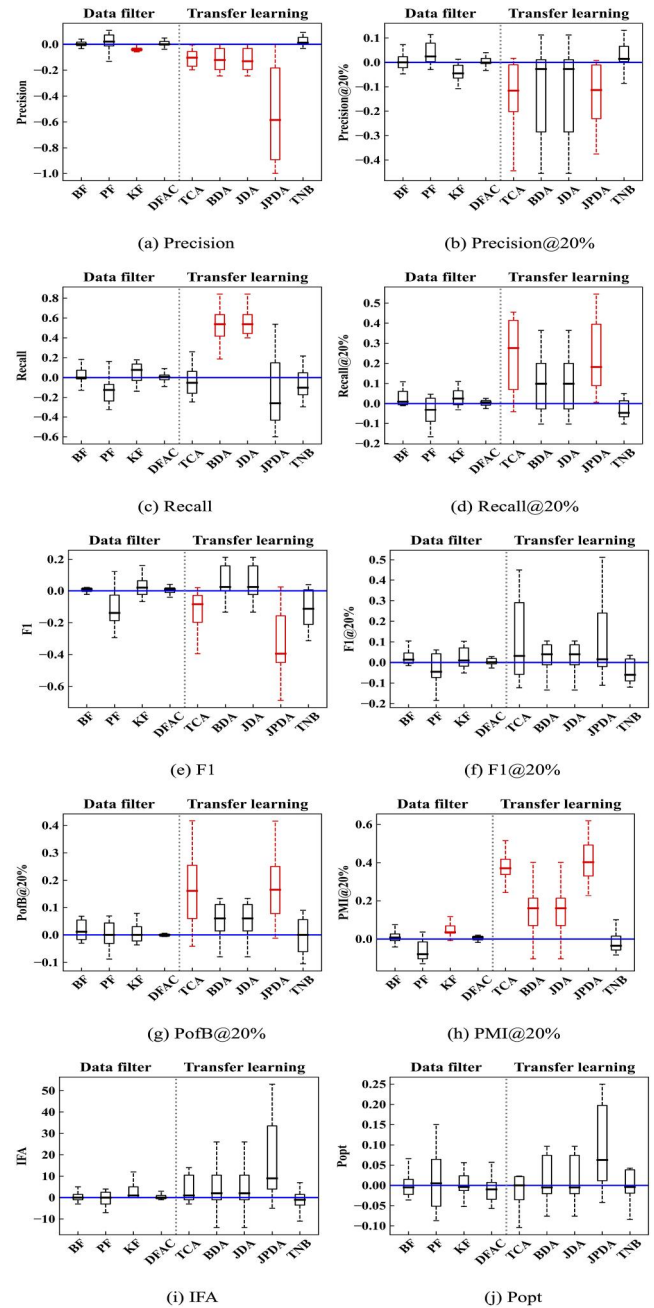 Data filter Transfer learning
Precision
0.0
−0.2
−0.4
−0.6
−0.8
−1.0
BF PF KF DFAC TCA BDA JDA JPDA TNB
(a) Precision
Precision@20%
0.1
0.0
−0.1
−0.2
−0.3
−0.4
BF PF KF DFAC TCA BDA JDA JPDA TNB
(b) Precision@20%
Data filter Transfer learning
Recall
0.8
0.6
0.4
0.2
0.0
−0.2
−0.4
−0.6
BF PF KF DFAC TCA BDA JDA JPDA TNB
(c) Recall
Data filter Transfer learning
Recall@20%
0.5
0.4
0.3
0.2
0.1
0.0
−0.1
−0.2
BF PF KF DFAC TCA BDA JDA JPDA TNB
(d) Recall@20%
Data filter Transfer learning
F1
0.2
0.0
−0.2
−0.4
−0.6
BF PF KF DFAC TCA BDA JDA JPDA TNB
(e) F1
Data filter Transfer learning
F1@20%
0.5
0.4
0.3
0.2
0.1
0.0
−0.1
−0.2
BF PF KF DFAC TCA BDA JDA JPDA TNB
(f) F1@20%
Data filter Transfer learning
PofB@20%
0.4
0.3
0.2
0.1
0.0
−0.1
BF PF KF DFAC TCA BDA JDA JPDA TNB
(g) PofB@20%
Data filter Transfer learning
PMI@20%
0.6
0.4
0.2
0.0
BF PF KF DFAC TCA BDA JDA JPDA TNB
(h) PMI@20%
Data filter Transfer learning
IFA
50
40
30
20
10
0
−10
BF PF KF DFAC TCA BDA JDA JPDA TNB
(i) IFA
Data filter Transfer learning
Popt
0.25
0.20
0.15
0.10
0.05
0.00
−0.05
−0.10
BF PF KF DFAC TCA BDA JDA JPDA TNB
(j) Popt
Data filter Transfer learning